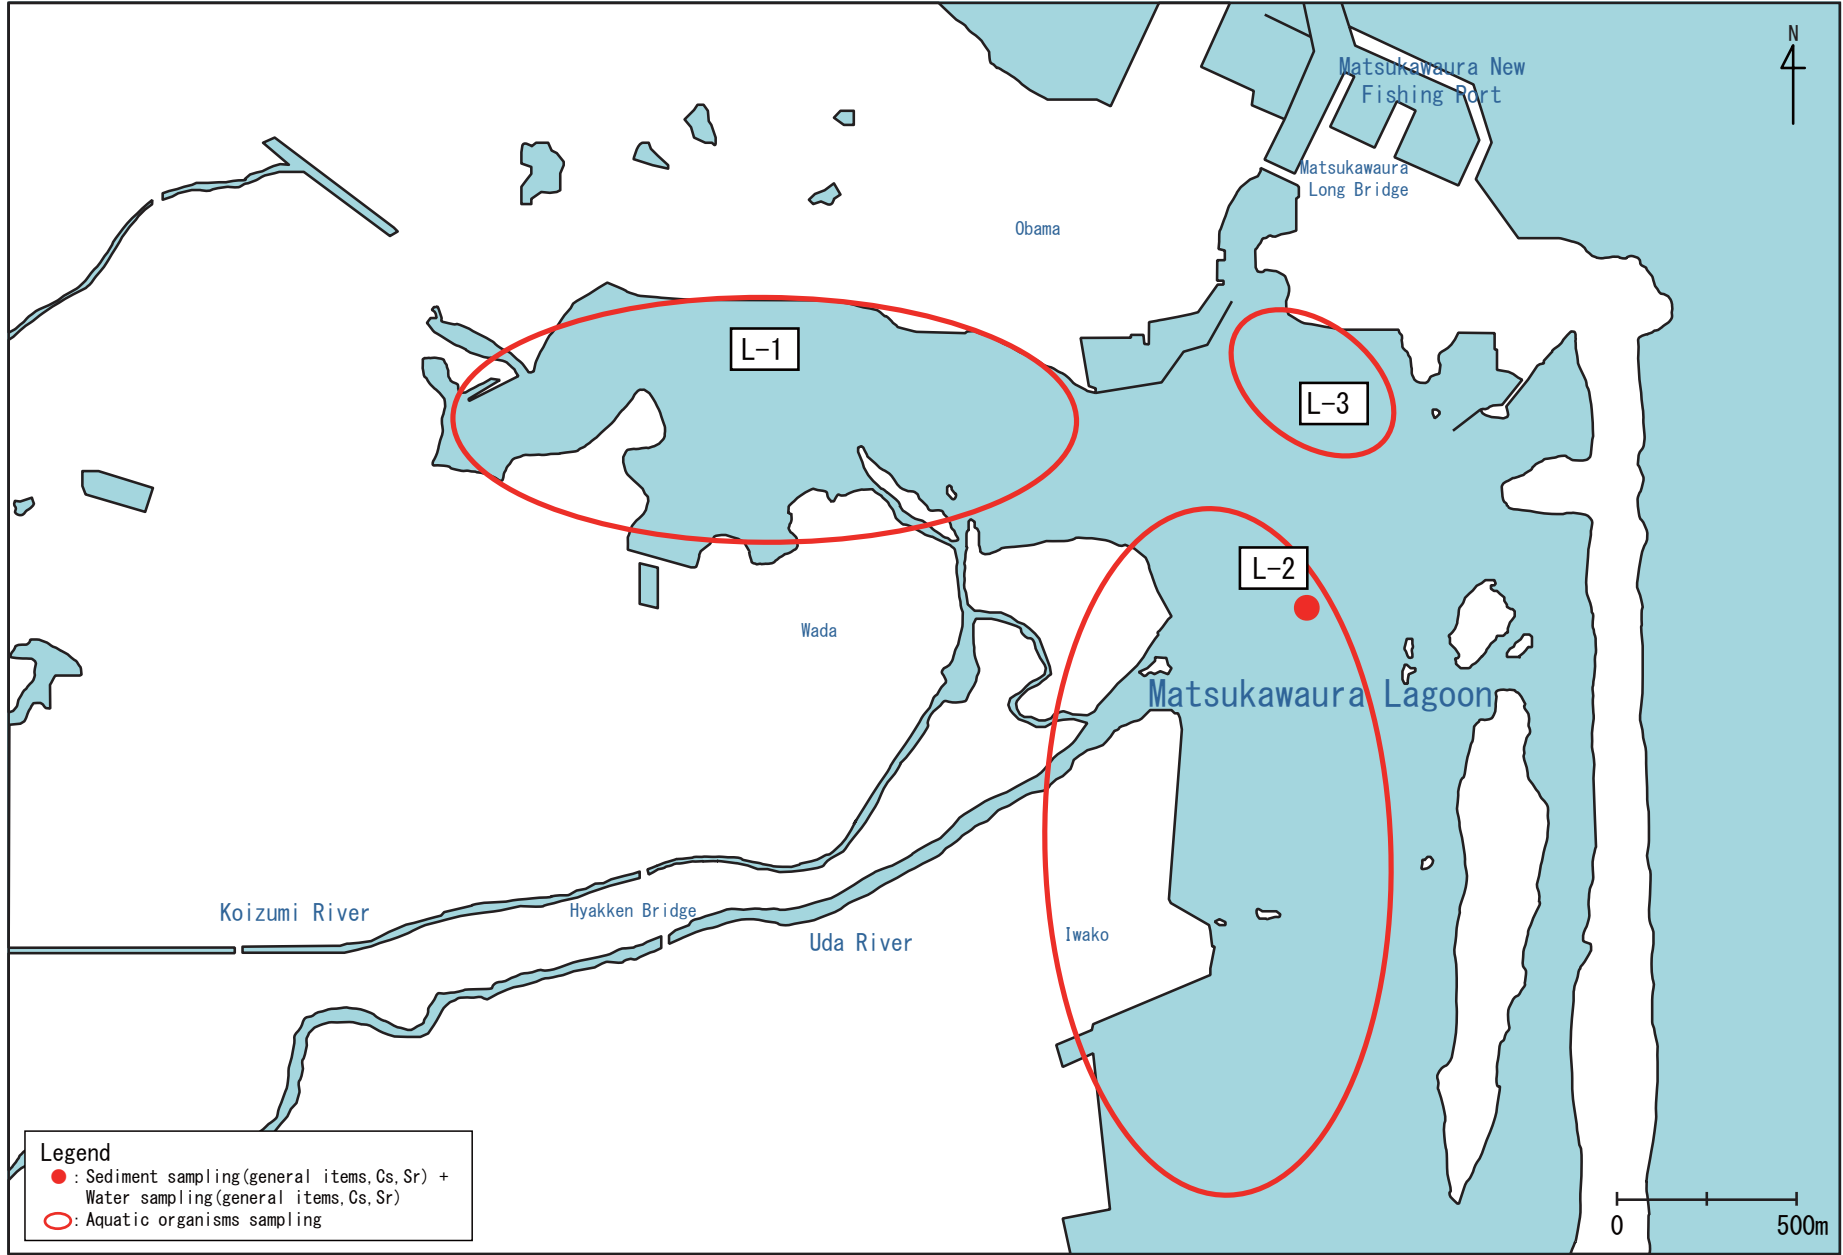 N
Matsukawaura New
Fishing Port
Matsukawaura
Long Bridge
Obama
L-1
L-3
L-2
Wada
Matsukawaura Lagoon
Koizumi River
Hyakken Bridge
Uda River
Iwako
Legend
: Sediment sampling(general items,Cs,Sr) +
Water sampling(general items,Cs,Sr)
: Aquatic organisms sampling
0 500m